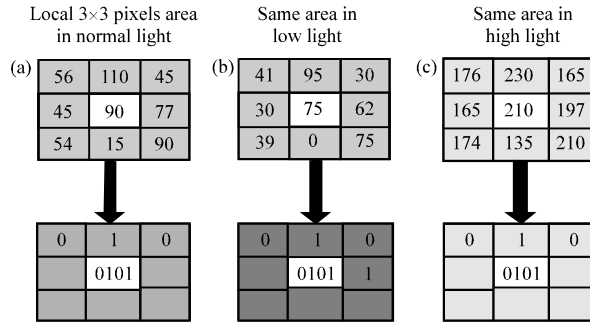 Local 3×3 pixels area
in normal light
Same area in
low light
Same area in
high light
(a)
56 110 45
45 90 77
54 15 90
(b)
41 95 30
30 75 62
39 0 75
(c)
176 230 165
165 210 197
174 135 210
0 1 0
0101
0 1 0
0101 1
0 1 0
0101